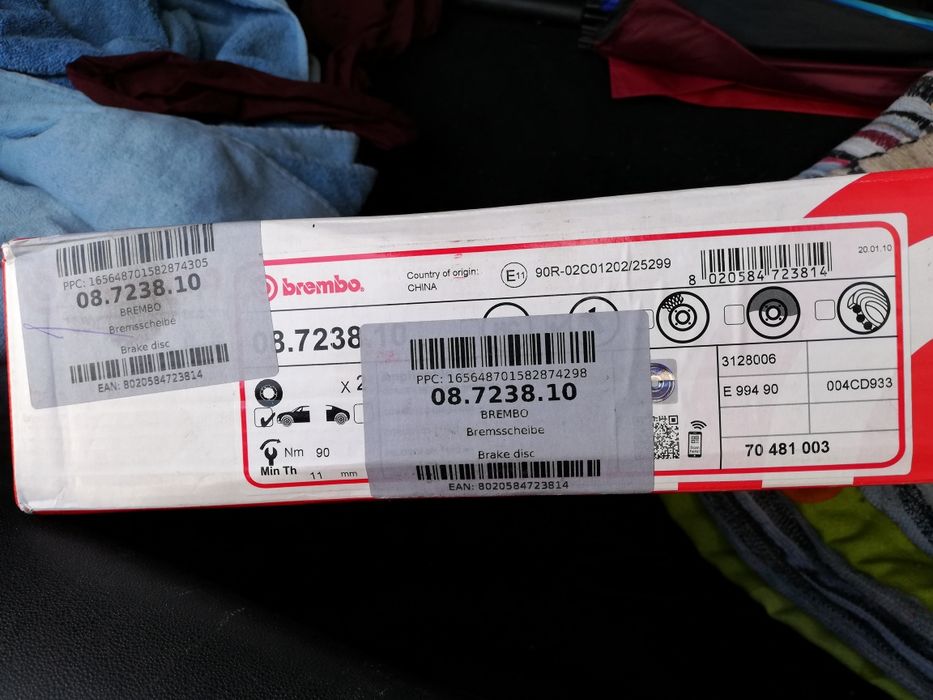 PPC: 165648701582874305
08.7238.10
BREMBO
Bremsscheibe
Brake disc
EAN: 8020584723814
brembo.
Country of origin:
CHINA
E11 90R-02C01202/25299
8 020584 723814
20.01.10
08.7238.10
X 2
Nm 90
Min Th 11 mm
PPC: 165648701582874298
08.7238.10
BREMBO
Bremsscheibe
Brake disc
EAN: 8020584723814
3128006
E 994 90
004CD933
70 481 003